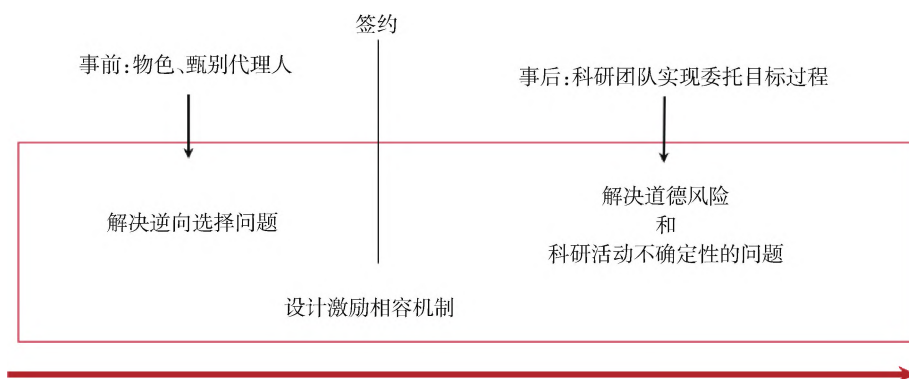 签约
事前:物色、甄别代理人
事后:科研团队实现委托目标过程
解决逆向选择问题
解决道德风险
和
科研活动不确定性的问题
设计激励相容机制